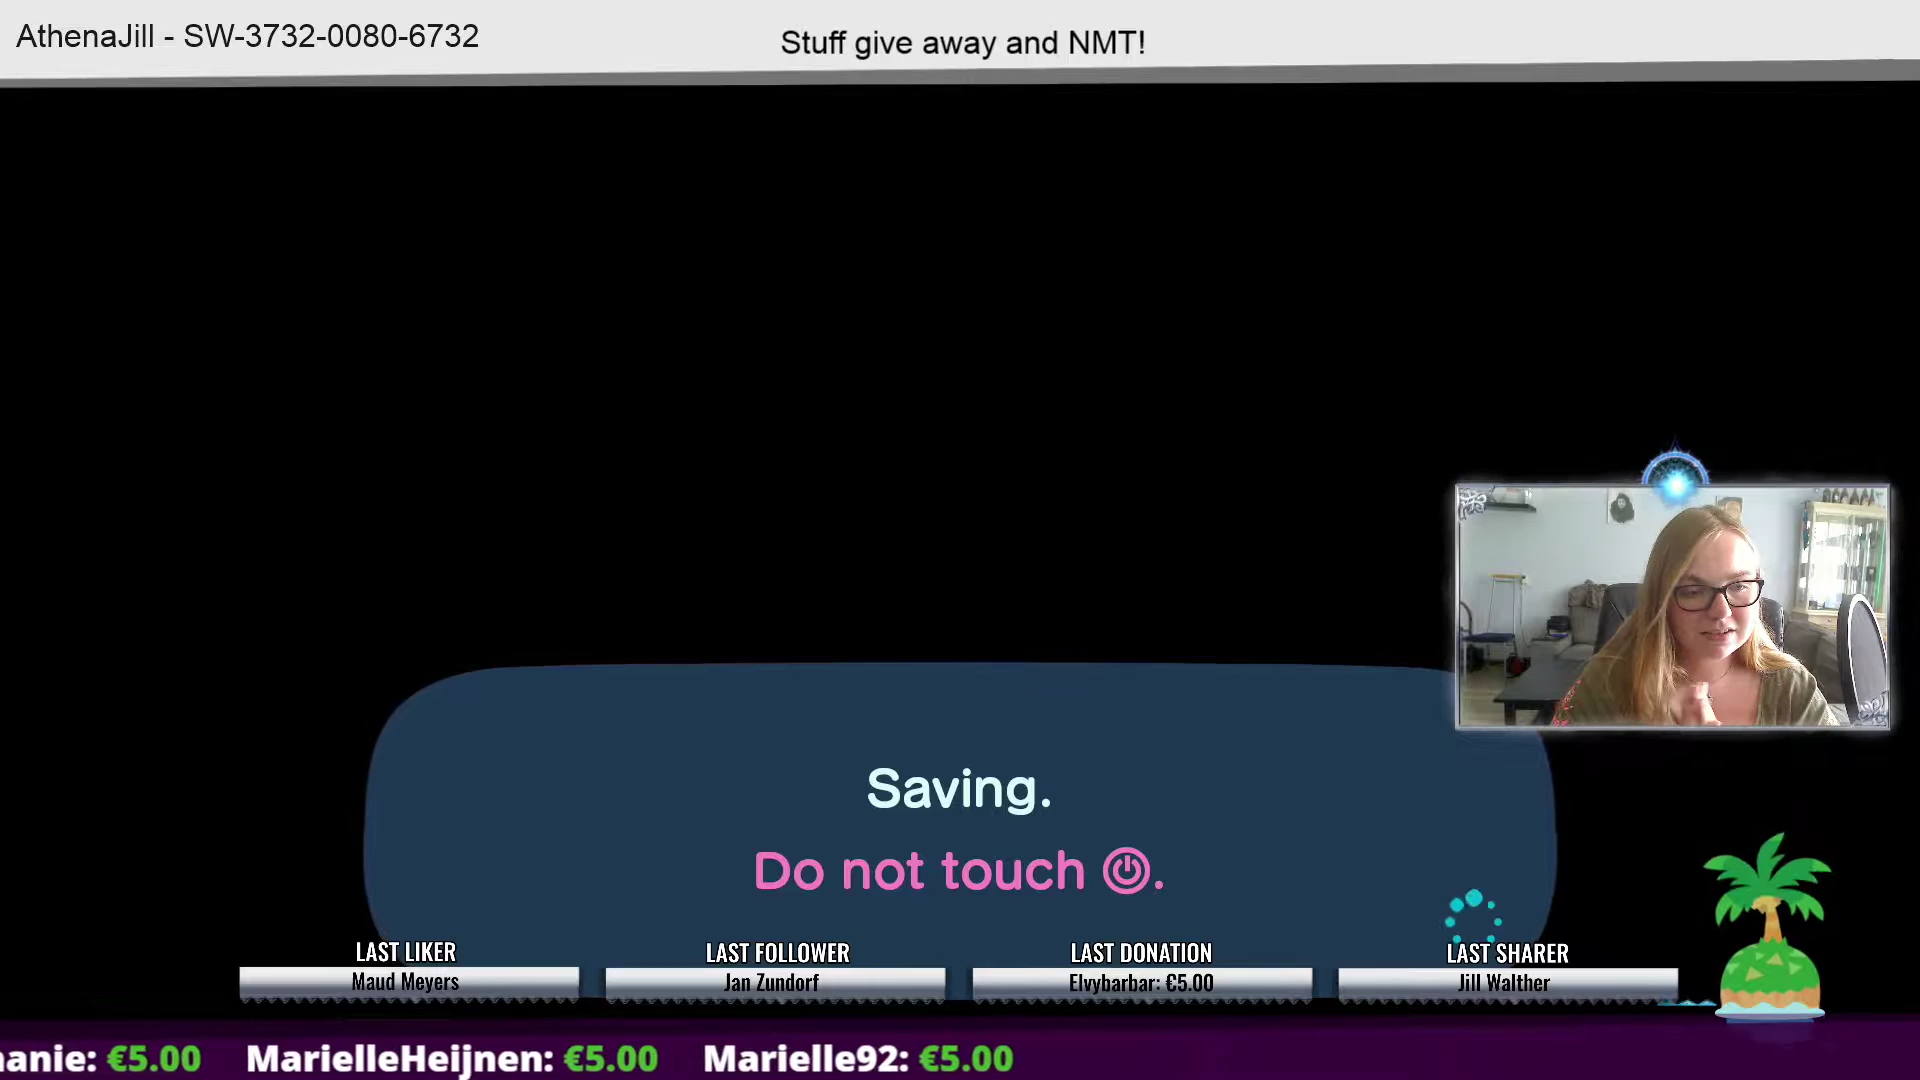 AthenaJill - SW-3732-0080-6732
Stuff give away and NMT!
Saving.
Do not touch .
LAST LIKER
Maud Meyers
LAST FOLLOWER
Jan Zundorf
LAST DONATION
Elvybarbar: €5.00
LAST SHARER
Jill Walther
anie: €5.00 MarielleHeijnen: €5.00 Marielle92: €5.00